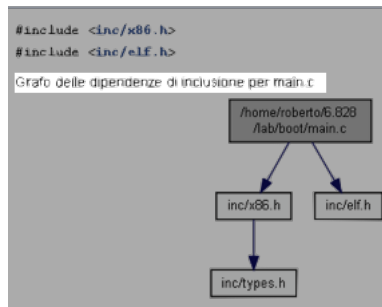 #include <inc/x86.h>
#include <inc/elf.h>
Grafo delle dipendenze di inclusione per main.c
/home/roberto/6.828
/lab/boot/main.c
inc/x86.h
inc/elf.h
inc/types.h